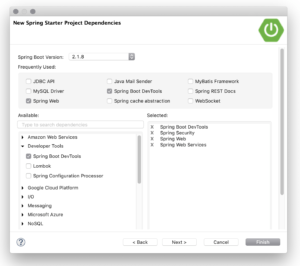 New Spring Starter Project Dependencies
Spring Boot Version: 2.1.8
Frequently Used:
JDBC API Java Mail Sender MyBatis Framework
MySQL Driver Spring Boot DevTools Spring REST Docs
Spring Web Spring cache abstraction WebSocket
Available: Selected:
Type to search dependencies
X Spring Boot DevTools
X Spring Security
X Spring Web
X Spring Web Services
Amazon Web Services
Developer Tools
Spring Boot DevTools
Lombok
Spring Configuration Processor
Google Cloud Platform
I/O
Messaging
Microsoft Azure
NoSQL
? < Back Next > Cancel Finish